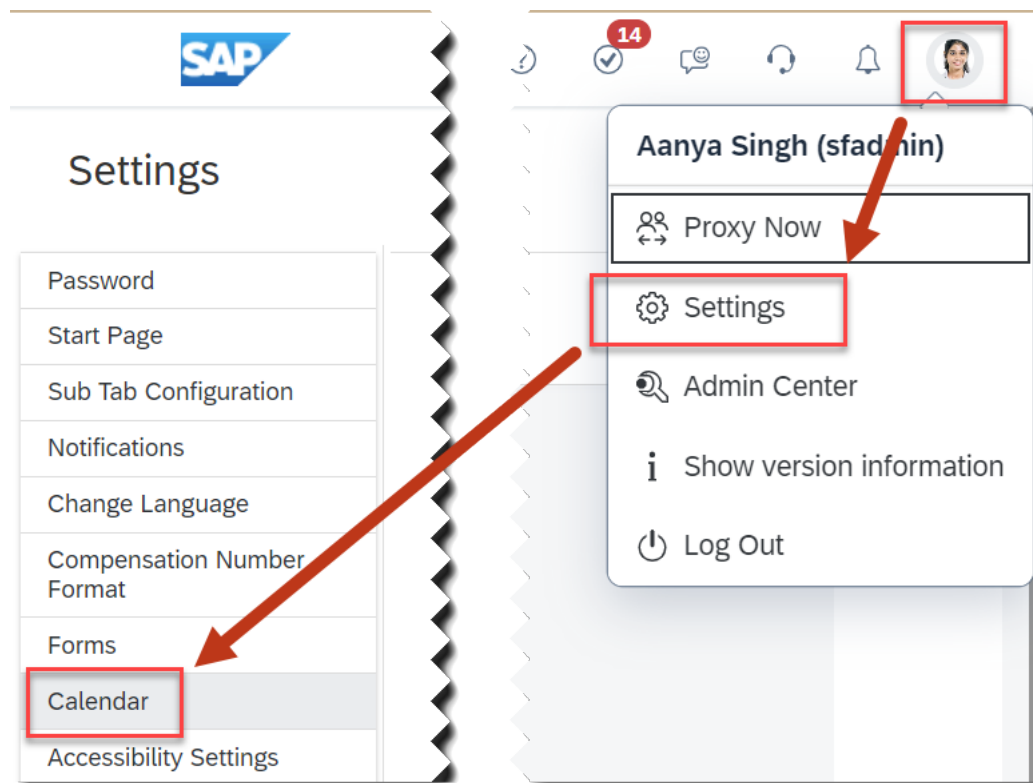 SAP
Settings
Password
Start Page
Sub Tab Configuration
Notifications
Change Language
Compensation Number
Format
Forms
Calendar
Accessibility Settings
14
Aanya Singh (sfadmin)
Proxy Now
Settings
Admin Center
Show version information
Log Out